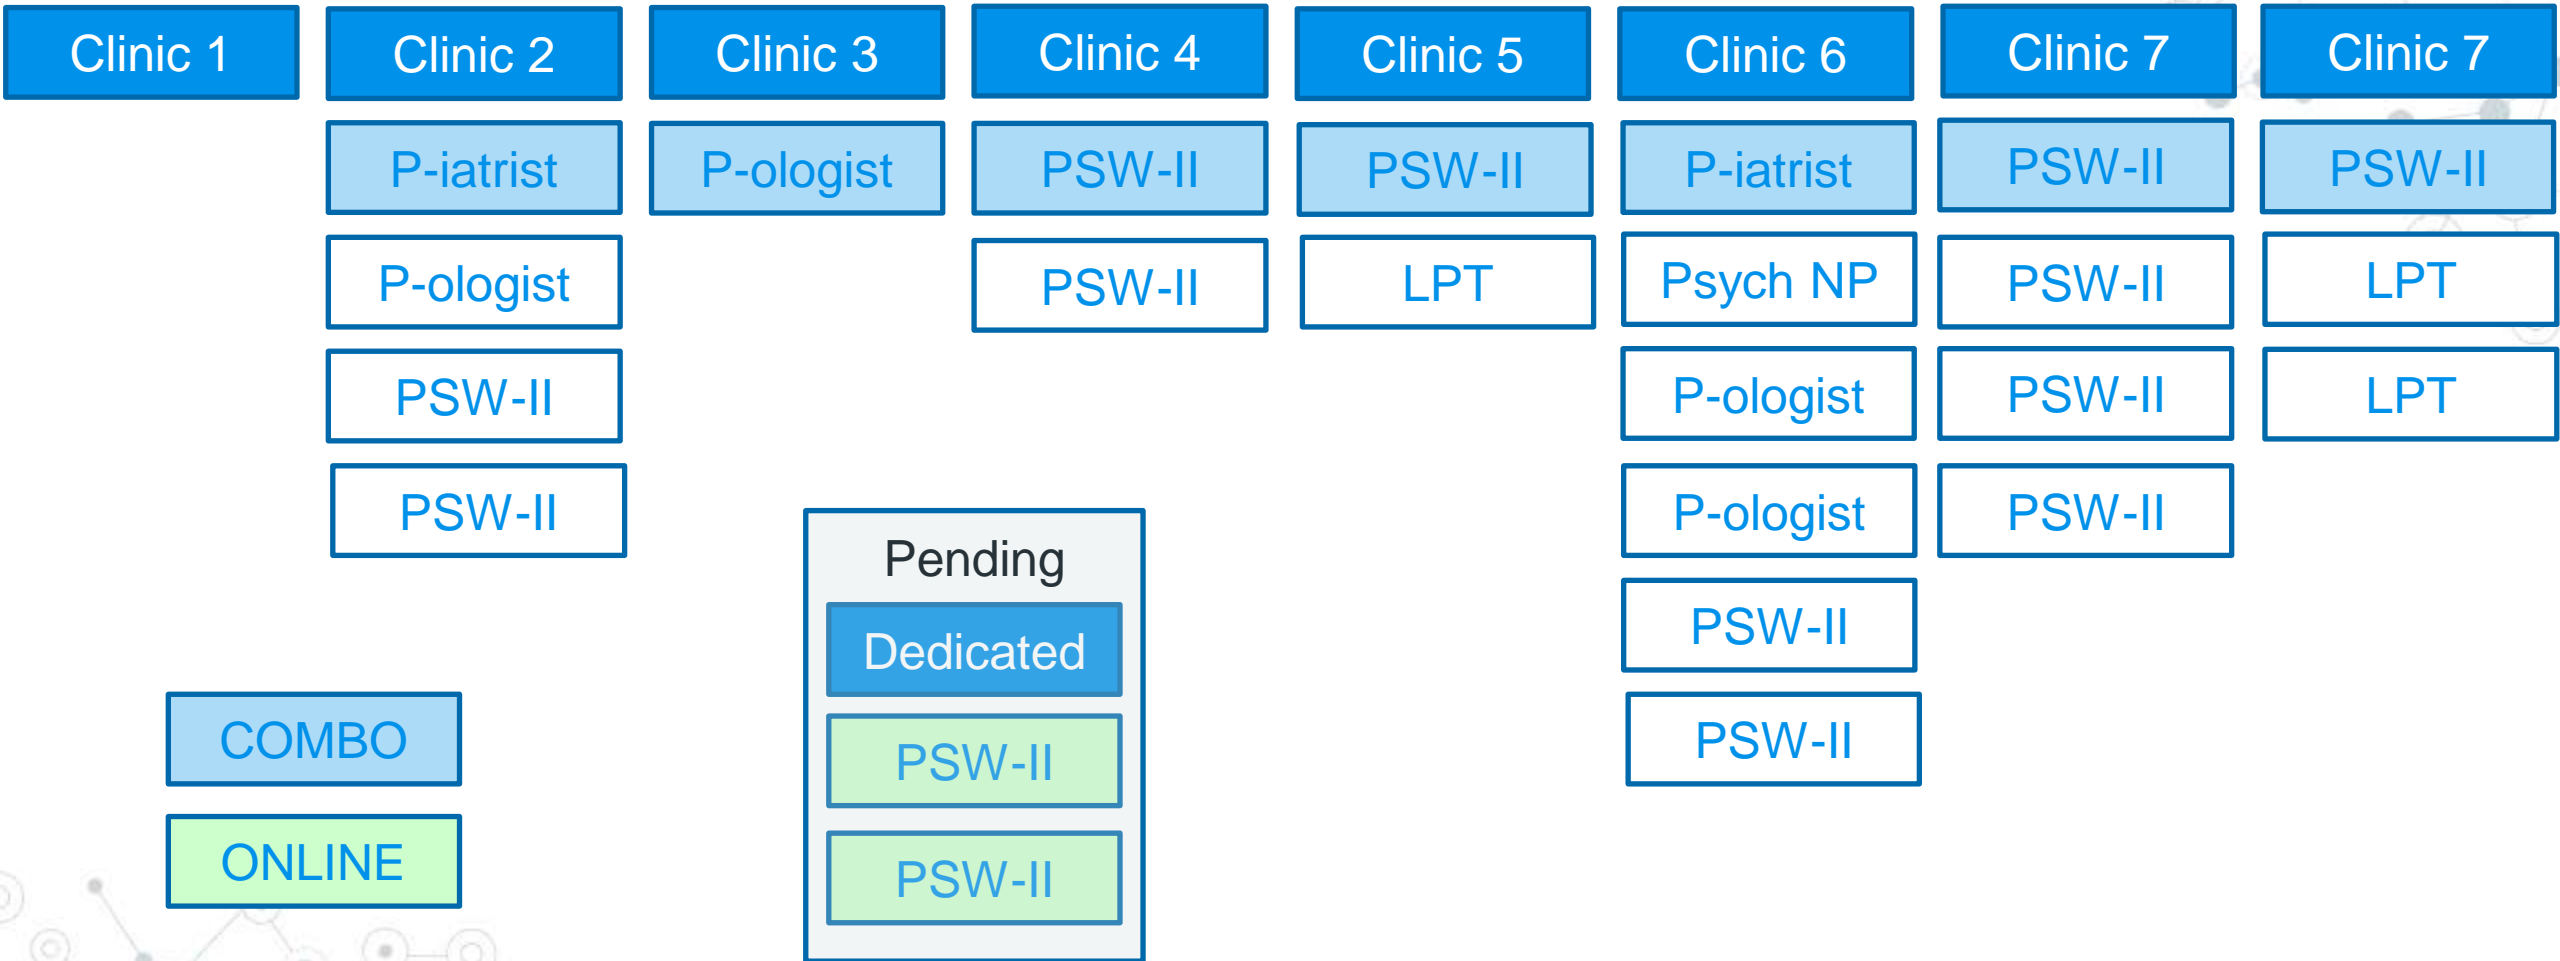 Clinic 1
Clinic 2
Clinic 3
Clinic 4
Clinic 5
Clinic 6
Clinic 7
Clinic 7
P-iatrist
P-ologist
PSW-II
PSW-II
P-iatrist
PSW-II
PSW-II
P-ologist
PSW-II
LPT
Psych NP
PSW-II
LPT
PSW-II
P-ologist
PSW-II
LPT
PSW-II
P-ologist
PSW-II
Pending
Dedicated
PSW-II
PSW-II
PSW-II
PSW-II
COMBO
ONLINE